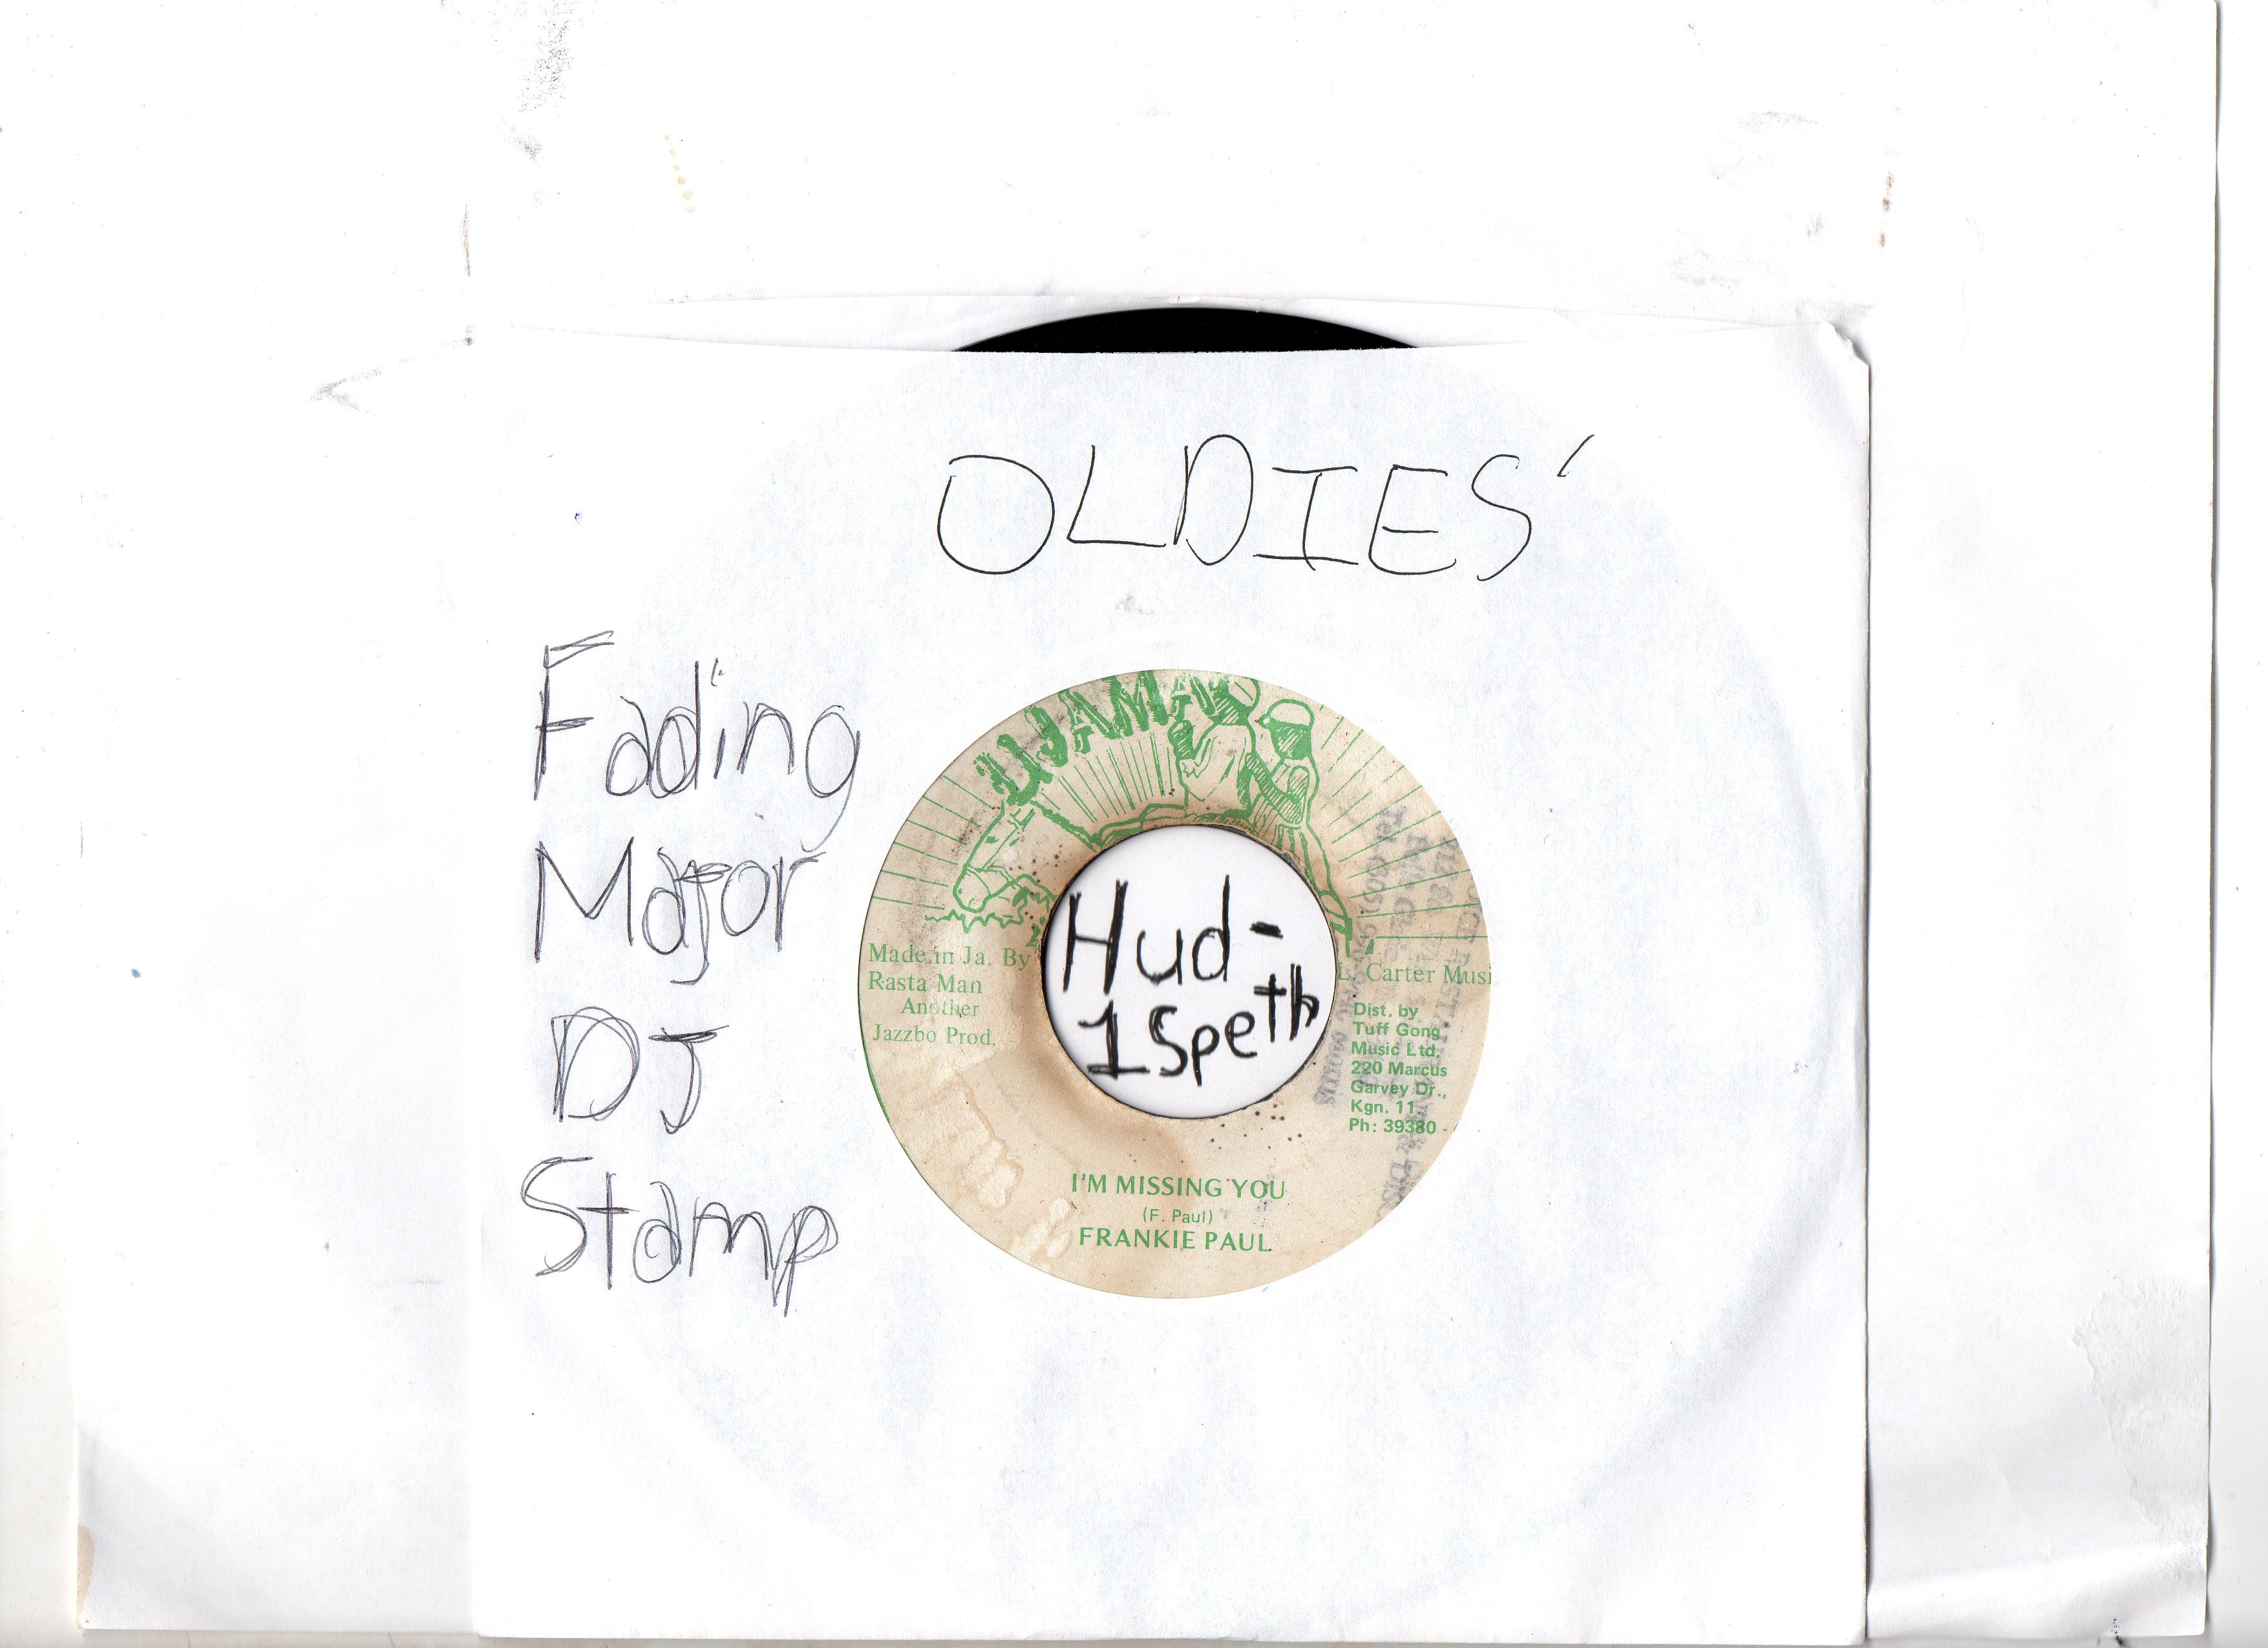 OLDIES'
Fading
Major
DJ
Stamp
UJAMA
Hud-
1Speth
Made in Ja. By
Rasta Man
Another
Jazzbo Prod.
L. Carter Musi
Dist. by
Tuff Gong
Music Ltd.
220 Marcus
Garvey Dr.,
Kgn. 11
Ph: 39380 -
I'M MISSING YOU
(F. Paul)
FRANKIE PAUL